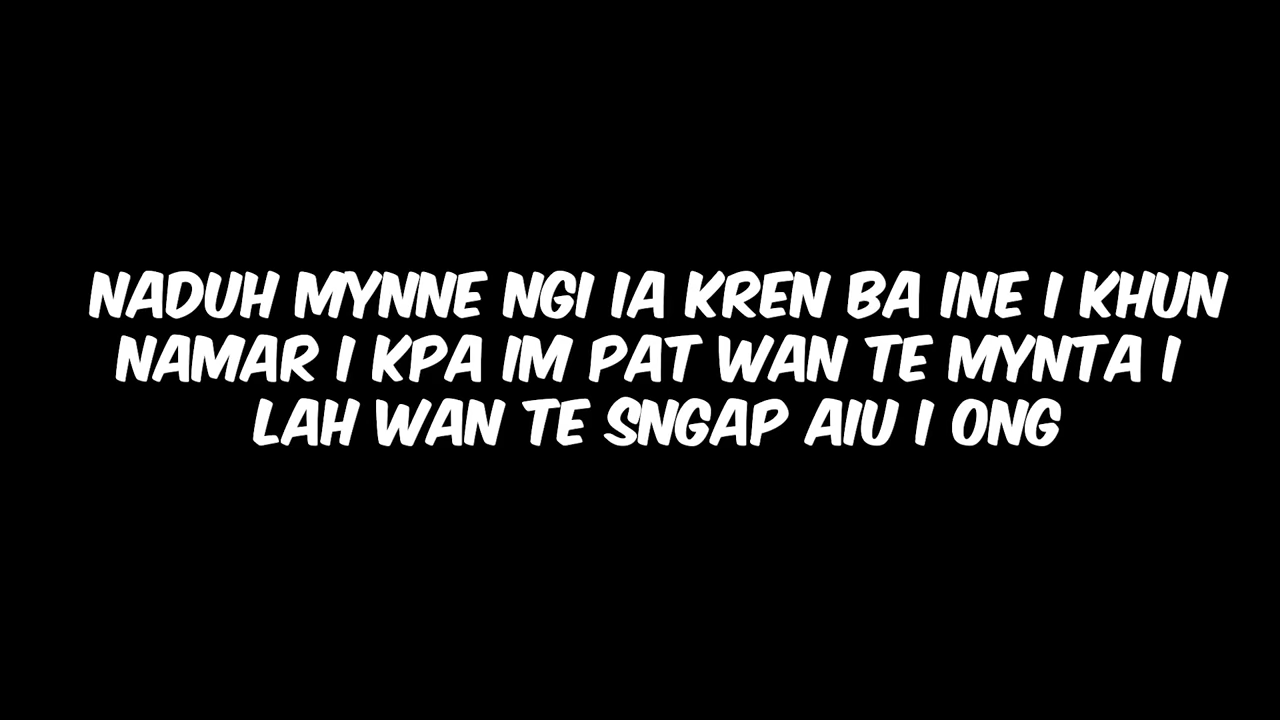 NADUH MYNNE NGI IA KREN BA INE I KHUN
NAMAR I KPA IM PAT WAN TE MYNTA I
LAH WAN TE SNGAP AIU I ONG